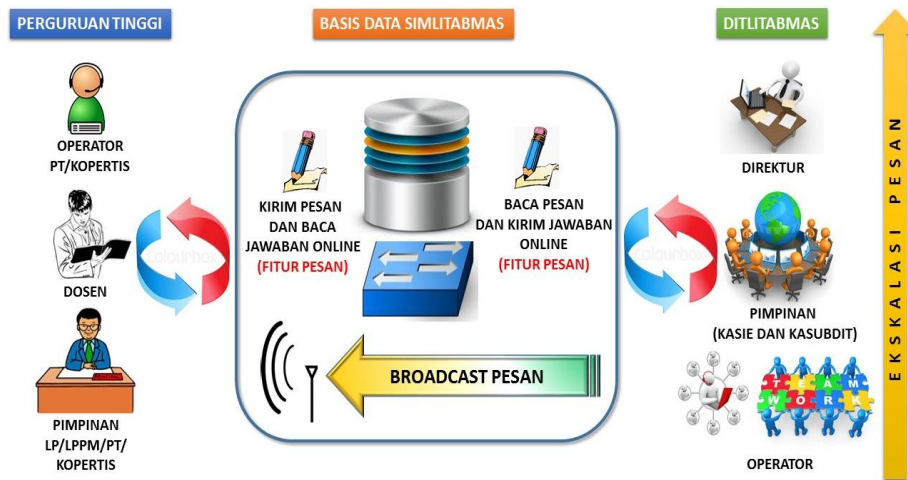 PERGURUAN TINGGI
BASIS DATA SIMLITABMAS
DITLITABMAS
OPERATOR
PT/KOPERTIS
DOSEN
PIMPINAN
LP/LPPM/PT/
KOPERTIS
KIRIM PESAN
DAN BACA
JAWABAN ONLINE
(FITUR PESAN)
BACA PESAN
DAN KIRIM JAWABAN
ONLINE
(FITUR PESAN)
BROADCAST PESAN
colourbox
colourbox
DIREKTUR
PIMPINAN
(KASIE DAN KASUBDIT)
TEAM
WORK
OPERATOR
EKSKALASI PESAN